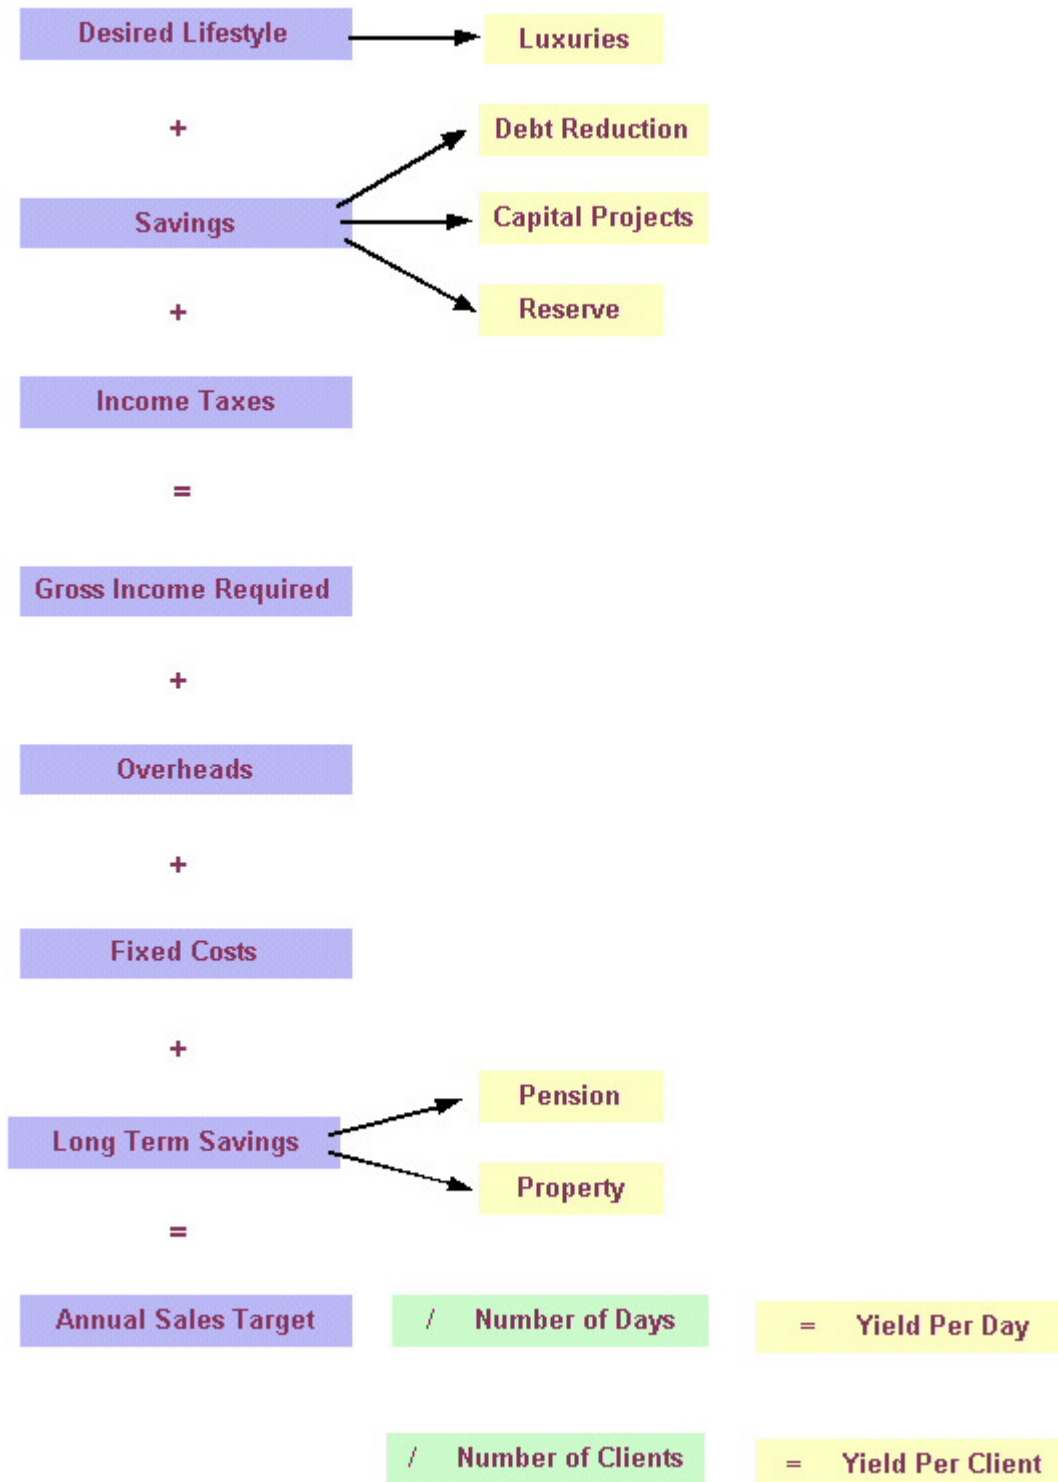 Desired Lifestyle Luxuries
+
Debt Reduction
Savings Capital Projects
+
Reserve
Income Taxes
=
Gross Income Required
+
Overheads
+
Fixed Costs
+
Pension
Long Term Savings
Property
=
Annual Sales Target / Number of Days = Yield Per Day
/ Number of Clients = Yield Per Client